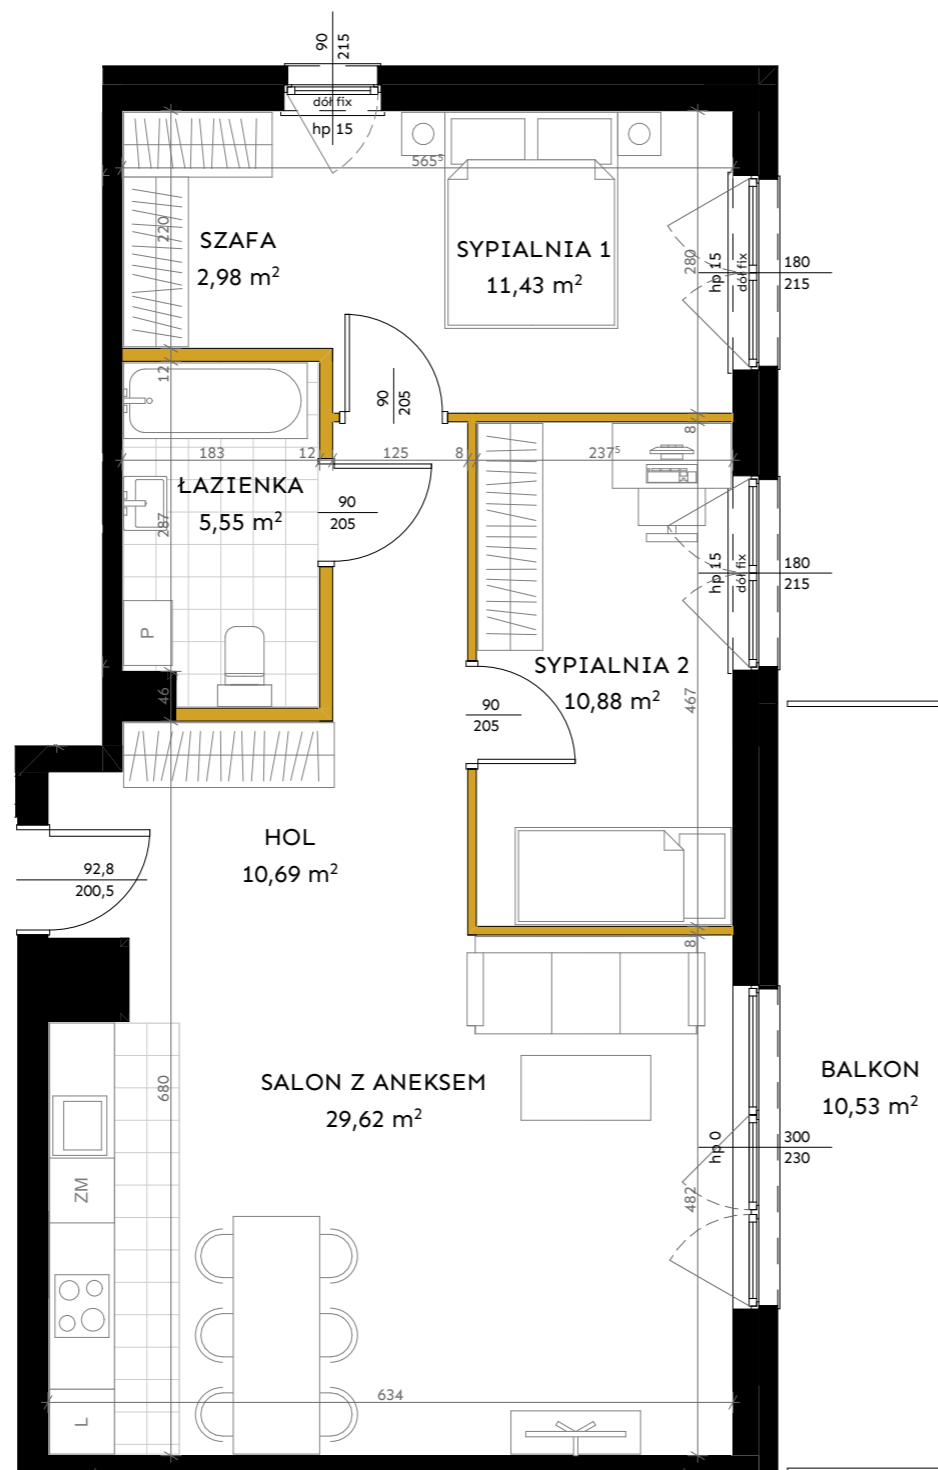 90
215
dół fix
hp 15
565⁵
220
SZAFA
2,98 m²
SYPIALNIA 1
11,43 m²
280
hp 15
dół fix
180
215
12
90
205
8
183
12
125
8
237⁵
ŁAZIENKA
5,55 m²
287
90
205
hp 15
dół fix
180
215
P
46
SYPIALNIA 2
10,88 m²
467
90
205
HOL
10,69 m²
92,8
200,5
8
680
SALON Z ANEKSEM
29,62 m²
BALKON
10,53 m²
hp 0
300
230
ZM
482
634
L